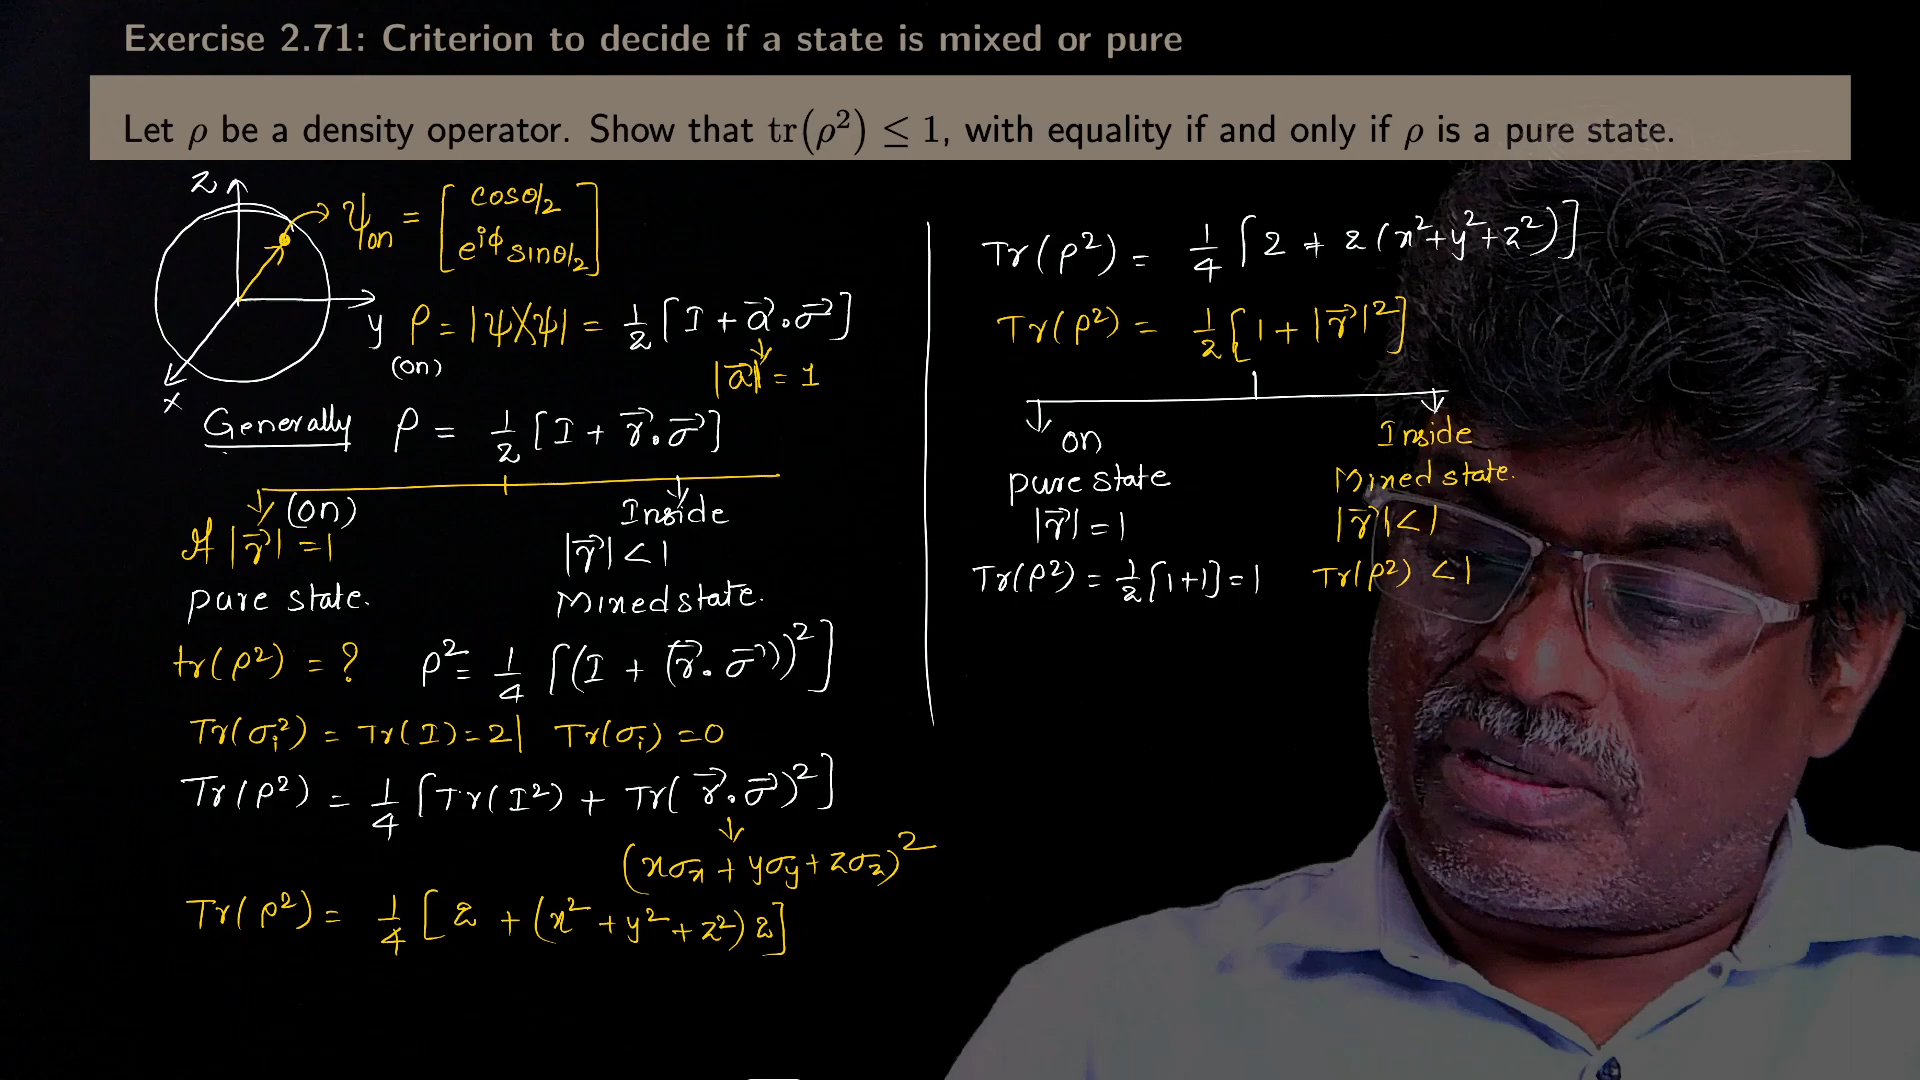 Exercise 2.71: Criterion to decide if a state is mixed or pure
Let ρ be a density operator. Show that tr(ρ²) ≤ 1, with equality if and only if ρ is a pure state.
z
y
x
ψon = [cosθ/2
e^{iϕ} sinθ/2]
ρ = |ψ⟩⟨ψ| = 1/2 [I + a⃗.σ⃗]
(on)
|a⃗| = 1
Generally ρ = 1/2 [I + r⃗.σ⃗]
(on)
Inside
If |r⃗| = 1
|r⃗| < 1
pure state.
Mixed state.
tr(ρ²) = ? ρ² = 1/4 [(I + (r⃗.σ⃗))²]
Tr(σi²) = Tr(I) = 2 | Tr(σi) = 0
Tr(ρ²) = 1/4 [Tr(I²) + Tr(r⃗.σ⃗)²]
(xσx + yσy + zσz)²
Tr(ρ²) = 1/4 [2 + (x² + y² + z²) 2]
Tr(ρ²) = 1/4 [2 + 2 (x² + y² + z²)]
Tr(ρ²) = 1/2 [1 + |r⃗|²]
on
Inside
pure state
Mixed state.
|r⃗| = 1
|r⃗| < 1
Tr(ρ²) = 1/2 [1+1] = 1
Tr(ρ²) < 1